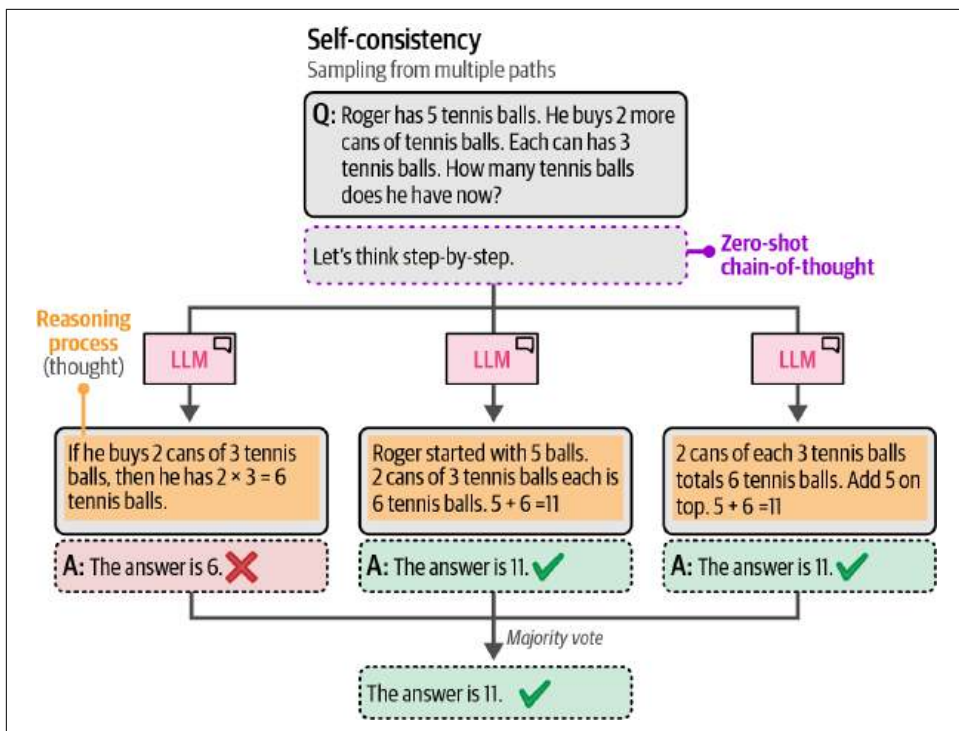 Self-consistency
Sampling from multiple paths
Q: Roger has 5 tennis balls. He buys 2 more
cans of tennis balls. Each can has 3
tennis balls. How many tennis balls
does he have now?
Let's think step-by-step.
Zero-shot
chain-of-thought
Reasoning
process
(thought)
LLM
LLM
LLM
If he buys 2 cans of 3 tennis
balls, then he has 2 × 3 = 6
tennis balls.
Roger started with 5 balls.
2 cans of 3 tennis balls each is
6 tennis balls. 5 + 6 =11
2 cans of each 3 tennis balls
totals 6 tennis balls. Add 5 on
top. 5 + 6 =11
A: The answer is 6.
A: The answer is 11.
A: The answer is 11.
Majority vote
The answer is 11.